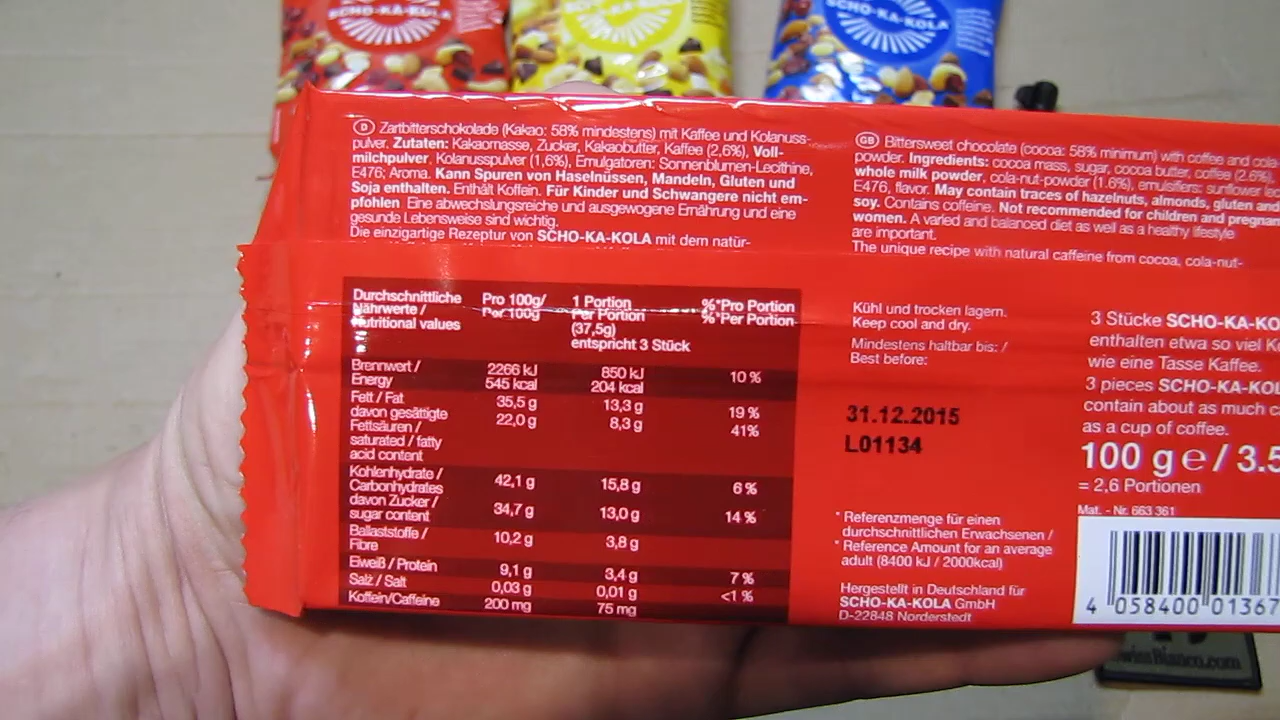 SCHO-KA-KOLA
SCHO-KA-KOLA
D Zartbitterschokolade (Kakao: 58% mindestens) mit Kaffee und Kolanuss-
pulver. Zutaten: Kakaomasse, Zucker, Kakaobutter, Kaffee (2,6%), Voll-
milchpulver, Kolanusspulver (1,6%), Emulgatoren: Sonnenblumen-Lecithine,
E476; Aroma. Kann Spuren von Haselnüssen, Mandeln, Gluten und
Soja enthalten. Enthält Koffein. Für Kinder und Schwangere nicht em-
pfohlen. Eine abwechslungsreiche und ausgewogene Ernährung und eine
gesunde Lebensweise sind wichtig.
Die einzigartige Rezeptur von SCHO-KA-KOLA mit dem natür-
GB Bittersweet chocolate (cocoa: 58% minimum) with coffee and cola
powder. Ingredients: cocoa mass, sugar, cocoa butter, coffee (2.6%),
whole milk powder, cola-nut-powder (1.6%), emulsifiers: sunflower
E476, flavor. May contain traces of hazelnuts, almonds, gluten and
soy. Contains caffeine. Not recommended for children and pregnan
women. A varied and balanced diet as well as a healthy lifestyle
are important.
The unique recipe with natural caffeine from cocoa, cola-nut-
Durchschnittliche Pro 100g/ 1 Portion %*Pro Portion
Nährwerte / Per 100g Per Portion %*Per Portion
Nutritional values (37,5g)
entspricht 3 Stück
Brennwert / 2266 kJ 850 kJ 10 %
Energy 545 kcal 204 kcal
Fett / Fat 35,5 g 13,3 g 19 %
davon gesättigte 22,0 g 8,3 g 41%
Fettsäuren /
saturated / fatty
acid content
Kohlenhydrate / 42,1 g 15,8 g 6 %
Carbonhydrates
davon Zucker / 34,7 g 13,0 g 14 %
sugar content
Ballaststoffe / 10,2 g 3,8 g
Fibre
Eiweiß / Protein 9,1 g 3,4 g 7 %
Salz / Salt 0,03 g 0,01 g <1 %
Koffein/Caffeine 200 mg 75 mg
Kühl und trocken lagern.
Keep cool and dry.
Mindestens haltbar bis: /
Best before:
31.12.2015
L01134
* Referenzmenge für einen
durchschnittlichen Erwachsenen /
* Reference Amount for an average
adult (8400 kJ / 2000kcal)
Hergestellt in Deutschland für
SCHO-KA-KOLA GmbH
D-22848 Norderstedt
3 Stücke SCHO-KA-KO
enthalten etwa so viel K
wie eine Tasse Kaffee.
3 pieces SCHO-KA-KOL
contain about as much c
as a cup of coffee.
100 g e / 3.5
= 2,6 Portionen
Mat. - Nr. 663 361
4 058400 01367